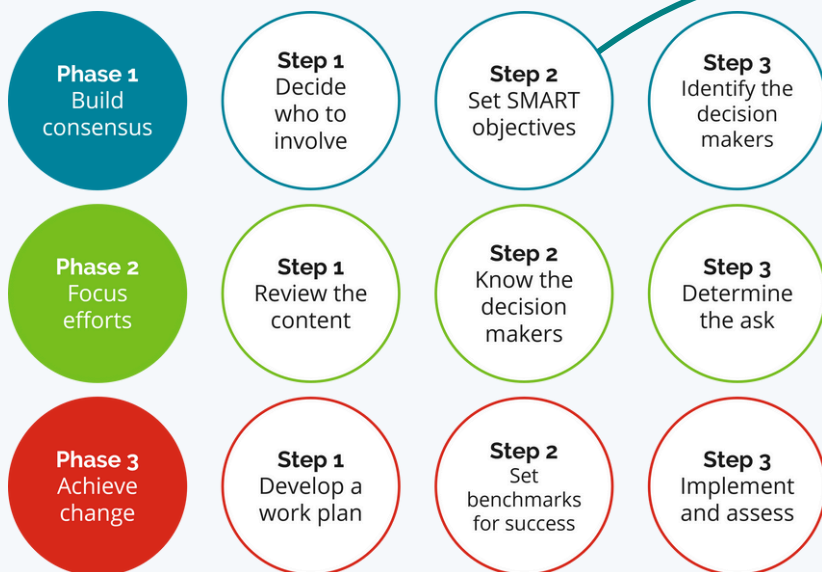 Phase 1
Build
consensus
Step 1
Decide
who to
involve
Step 2
Set SMART
objectives
Step 3
Identify the
decision
makers
Phase 2
Focus
efforts
Step 1
Review the
content
Step 2
Know the
decision
makers
Step 3
Determine
the ask
Phase 3
Achieve
change
Step 1
Develop a
work plan
Step 2
Set
benchmarks
for success
Step 3
Implement
and assess